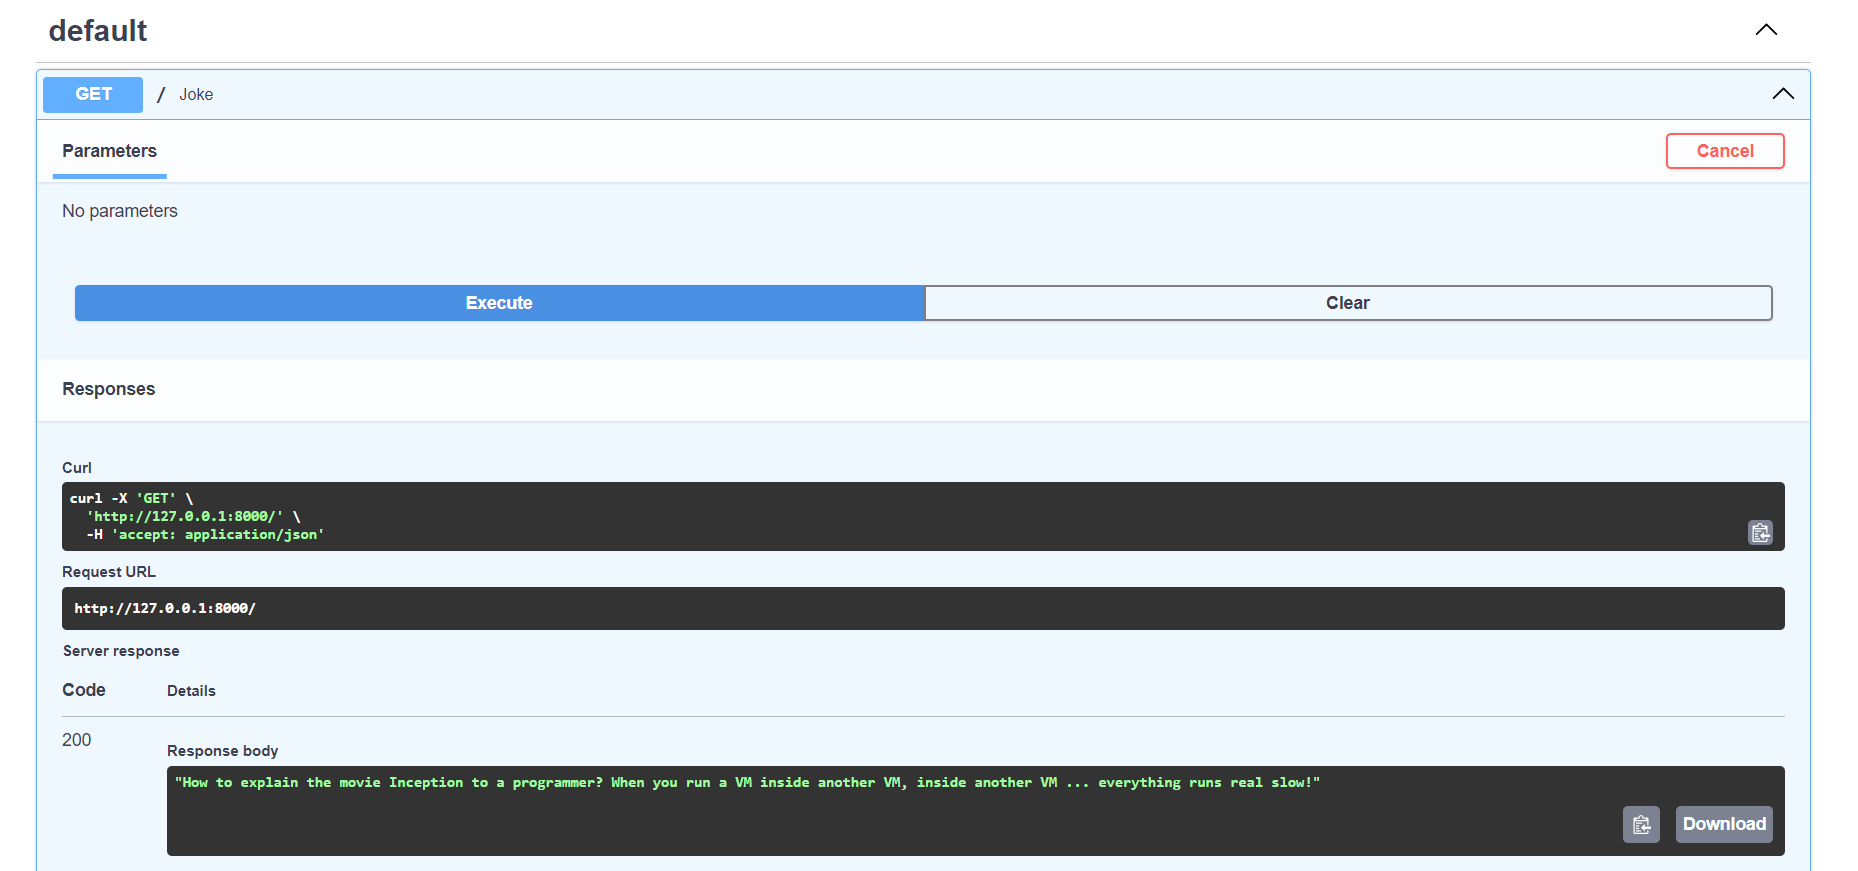 default
GET / Joke
Parameters
Cancel
No parameters
Execute
Clear
Responses
Curl
curl -X 'GET' \
'http://127.0.0.1:8000/' \
-H 'accept: application/json'
Request URL
http://127.0.0.1:8000/
Server response
Code Details
200
Response body
"How to explain the movie Inception to a programmer? When you run a VM inside another VM, inside another VM ... everything runs real slow!"
Download